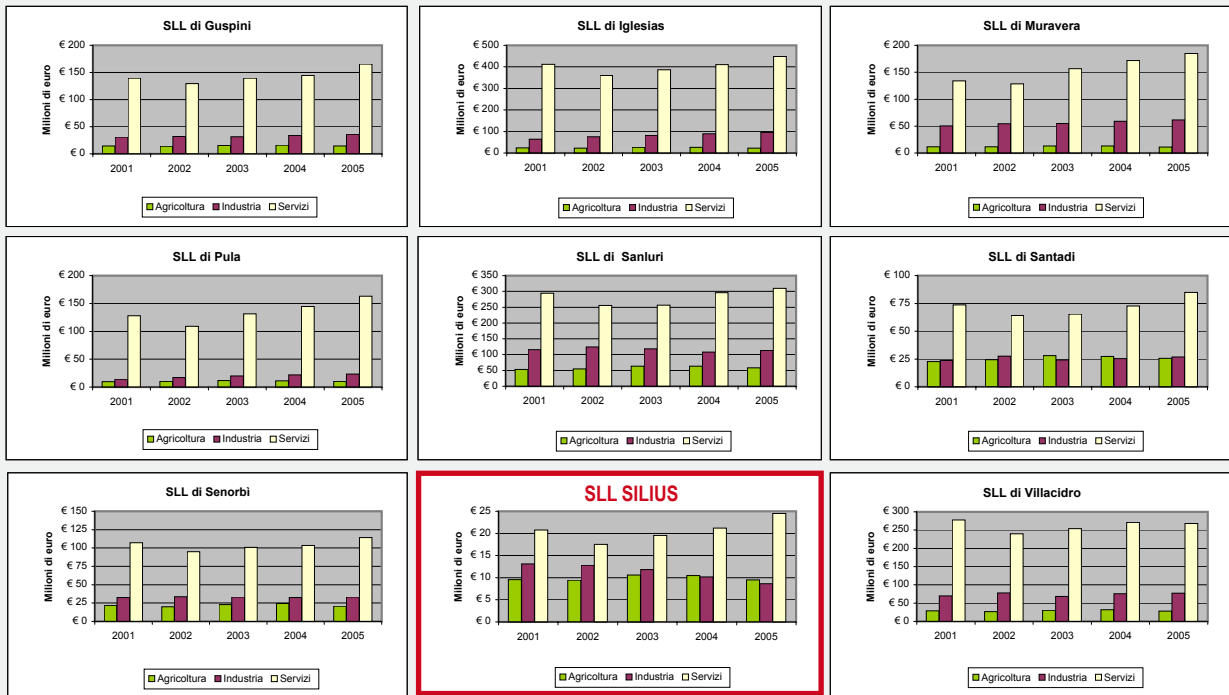 SLL di Guspini
Milioni di euro
€ 200
€ 150
€ 100
€ 50
€ 0
2001 2002 2003 2004 2005
Agricoltura Industria Servizi
SLL di Iglesias
Milioni di euro
€ 500
€ 400
€ 300
€ 200
€ 100
€ 0
2001 2002 2003 2004 2005
Agricoltura Industria Servizi
SLL di Muravera
Milioni di euro
€ 200
€ 150
€ 100
€ 50
€ 0
2001 2002 2003 2004 2005
Agricoltura Industria Servizi
SLL di Pula
Milioni di euro
€ 200
€ 150
€ 100
€ 50
€ 0
2001 2002 2003 2004 2005
Agricoltura Industria Servizi
SLL di Sanluri
Milioni di euro
€ 350
€ 300
€ 250
€ 200
€ 150
€ 100
€ 50
€ 0
2001 2002 2003 2004 2005
Agricoltura Industria Servizi
SLL di Santadi
Milioni di euro
€ 100
€ 75
€ 50
€ 25
€ 0
2001 2002 2003 2004 2005
Agricoltura Industria Servizi
SLL di Senorbì
Milioni di euro
€ 150
€ 125
€ 100
€ 75
€ 50
€ 25
€ 0
2001 2002 2003 2004 2005
Agricoltura Industria Servizi
SLL SILIUS
Milioni di euro
€ 25
€ 20
€ 15
€ 10
€ 5
€ 0
2001 2002 2003 2004 2005
Agricoltura Industria Servizi
SLL di Villacidro
Milioni di euro
€ 300
€ 250
€ 200
€ 150
€ 100
€ 50
€ 0
2001 2002 2003 2004 2005
Agricoltura Industria Servizi